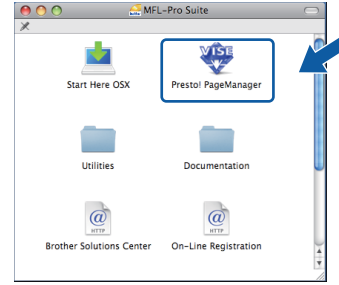 MFL-Pro Suite
VISE
Start Here OSX
Presto! PageManager
Utilities
Documentation
@
HTTP
@
HTTP
Brother Solutions Center
On-Line Registration